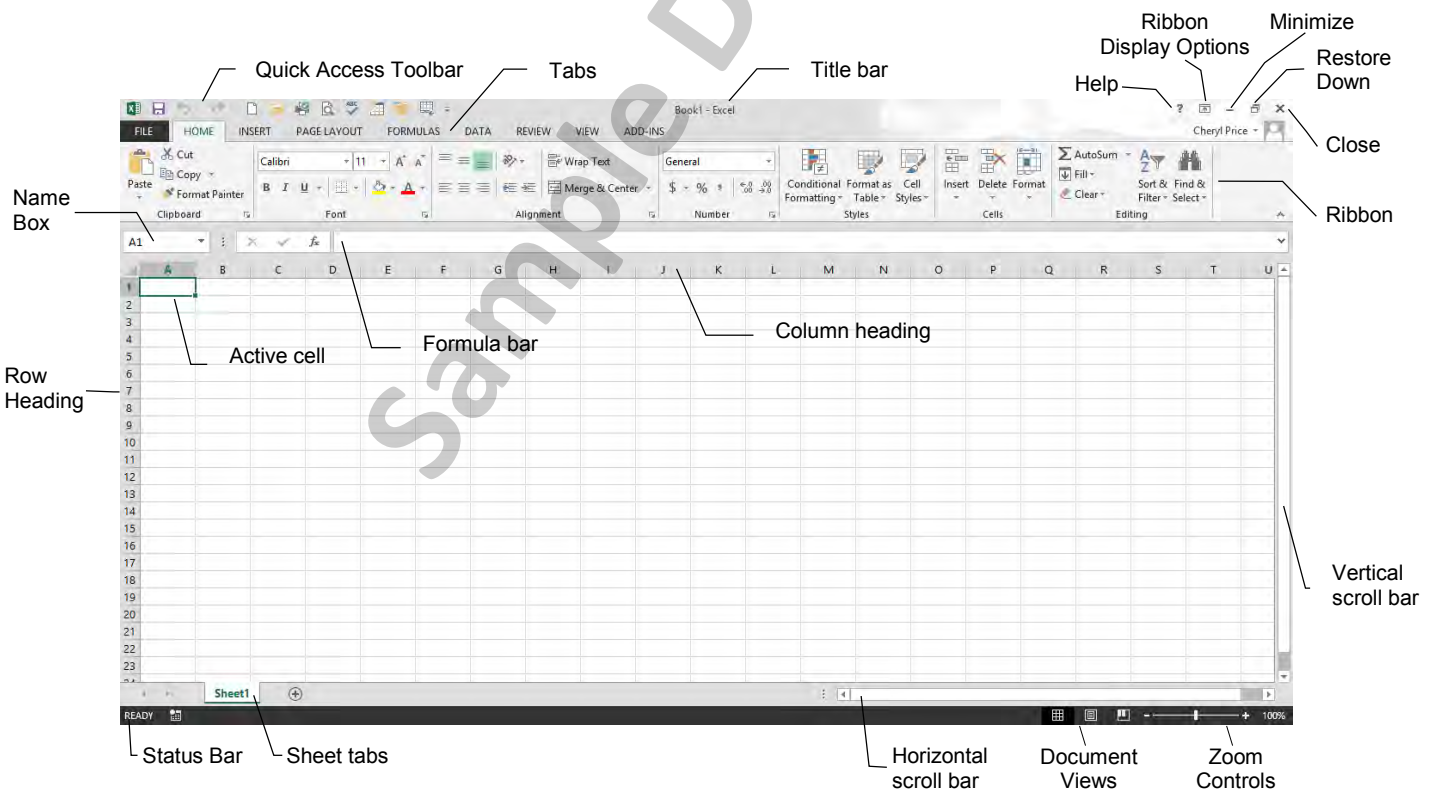 Ribbon
Display Options
Minimize
Restore
Down
Help
Close
Quick Access Toolbar
Tabs
Title bar
Book1 - Excel
FILE HOME INSERT PAGE LAYOUT FORMULAS DATA REVIEW VIEW ADD-INS
Cheryl Price
Paste
Cut
Copy
Format Painter
Clipboard
Calibri 11
B I U
Font
Wrap Text
Merge & Center
Alignment
General
$ % ,
Number
Conditional Formatting
Format as Table
Cell Styles
Styles
Insert Delete Format
Cells
AutoSum
Fill
Clear
Sort & Filter
Find & Select
Editing
Ribbon
Name
Box
A1
fx
A B C D E F G H I J K L M N O P Q R S T U
1
2
3
4
5
6
7
8
9
10
11
12
13
14
15
16
17
18
19
20
21
22
23
24
Active cell
Formula bar
Column heading
Row
Heading
Vertical
scroll bar
Sheet1
READY
100%
Status Bar
Sheet tabs
Horizontal
scroll bar
Document
Views
Zoom
Controls
Sample D